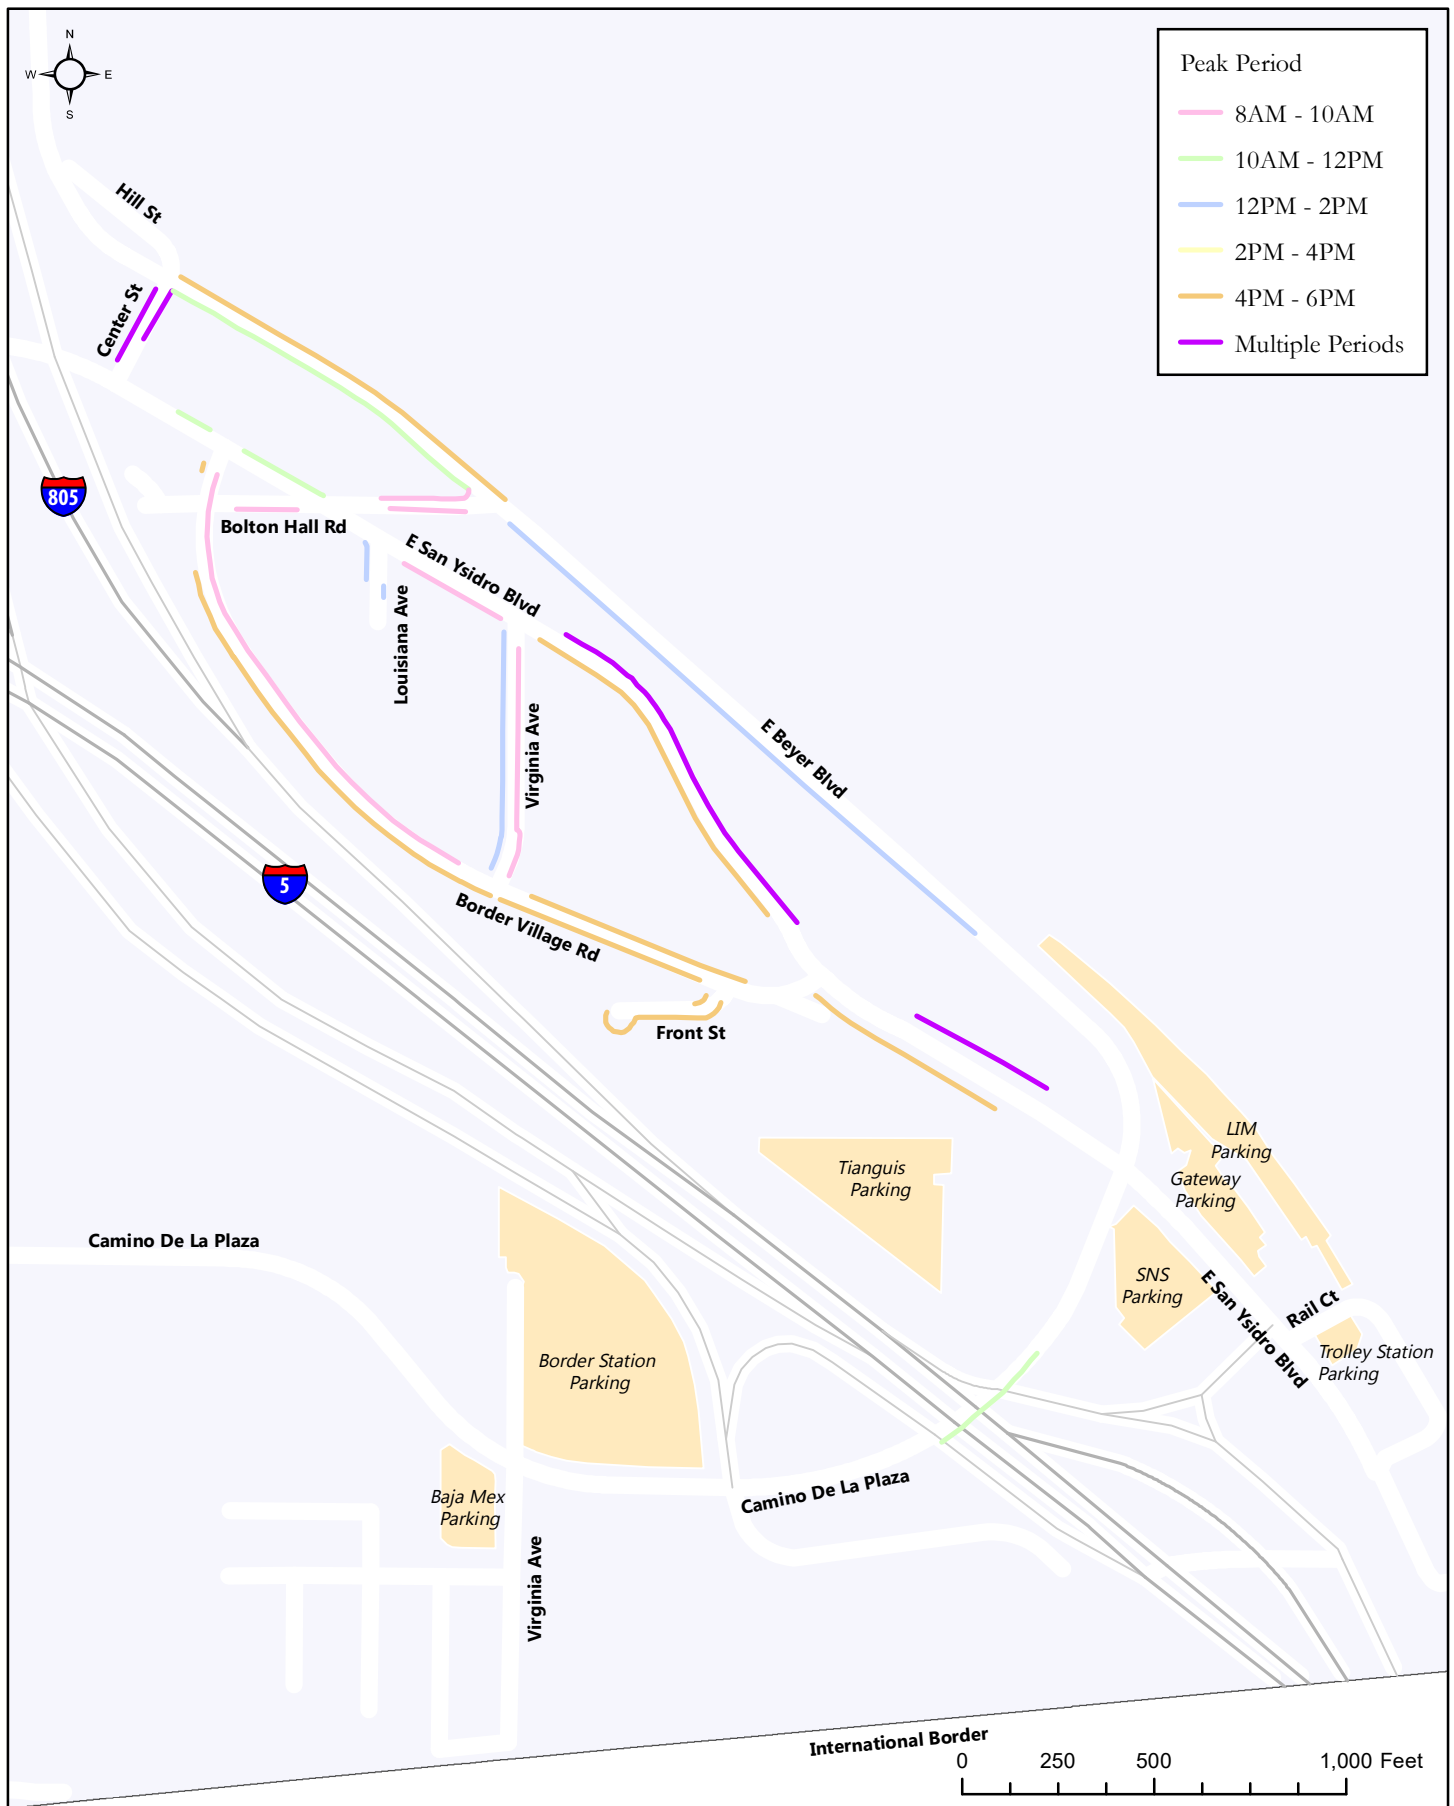 N
W E
S
Peak Period
8AM - 10AM
10AM - 12PM
12PM - 2PM
2PM - 4PM
4PM - 6PM
Multiple Periods
Hill St
Center St
805
Bolton Hall Rd
E San Ysidro Blvd
Louisiana Ave
Virginia Ave
E Beyer Blvd
5
Border Village Rd
Front St
LIM
Parking
Tianguis
Parking
Gateway
Parking
Camino De La Plaza
SNS
Parking
E San Ysidro Blvd
Rail Ct
Border Station
Parking
Trolley Station
Parking
Baja Mex
Parking
Camino De La Plaza
Virginia Ave
International Border
0 250 500 1,000 Feet